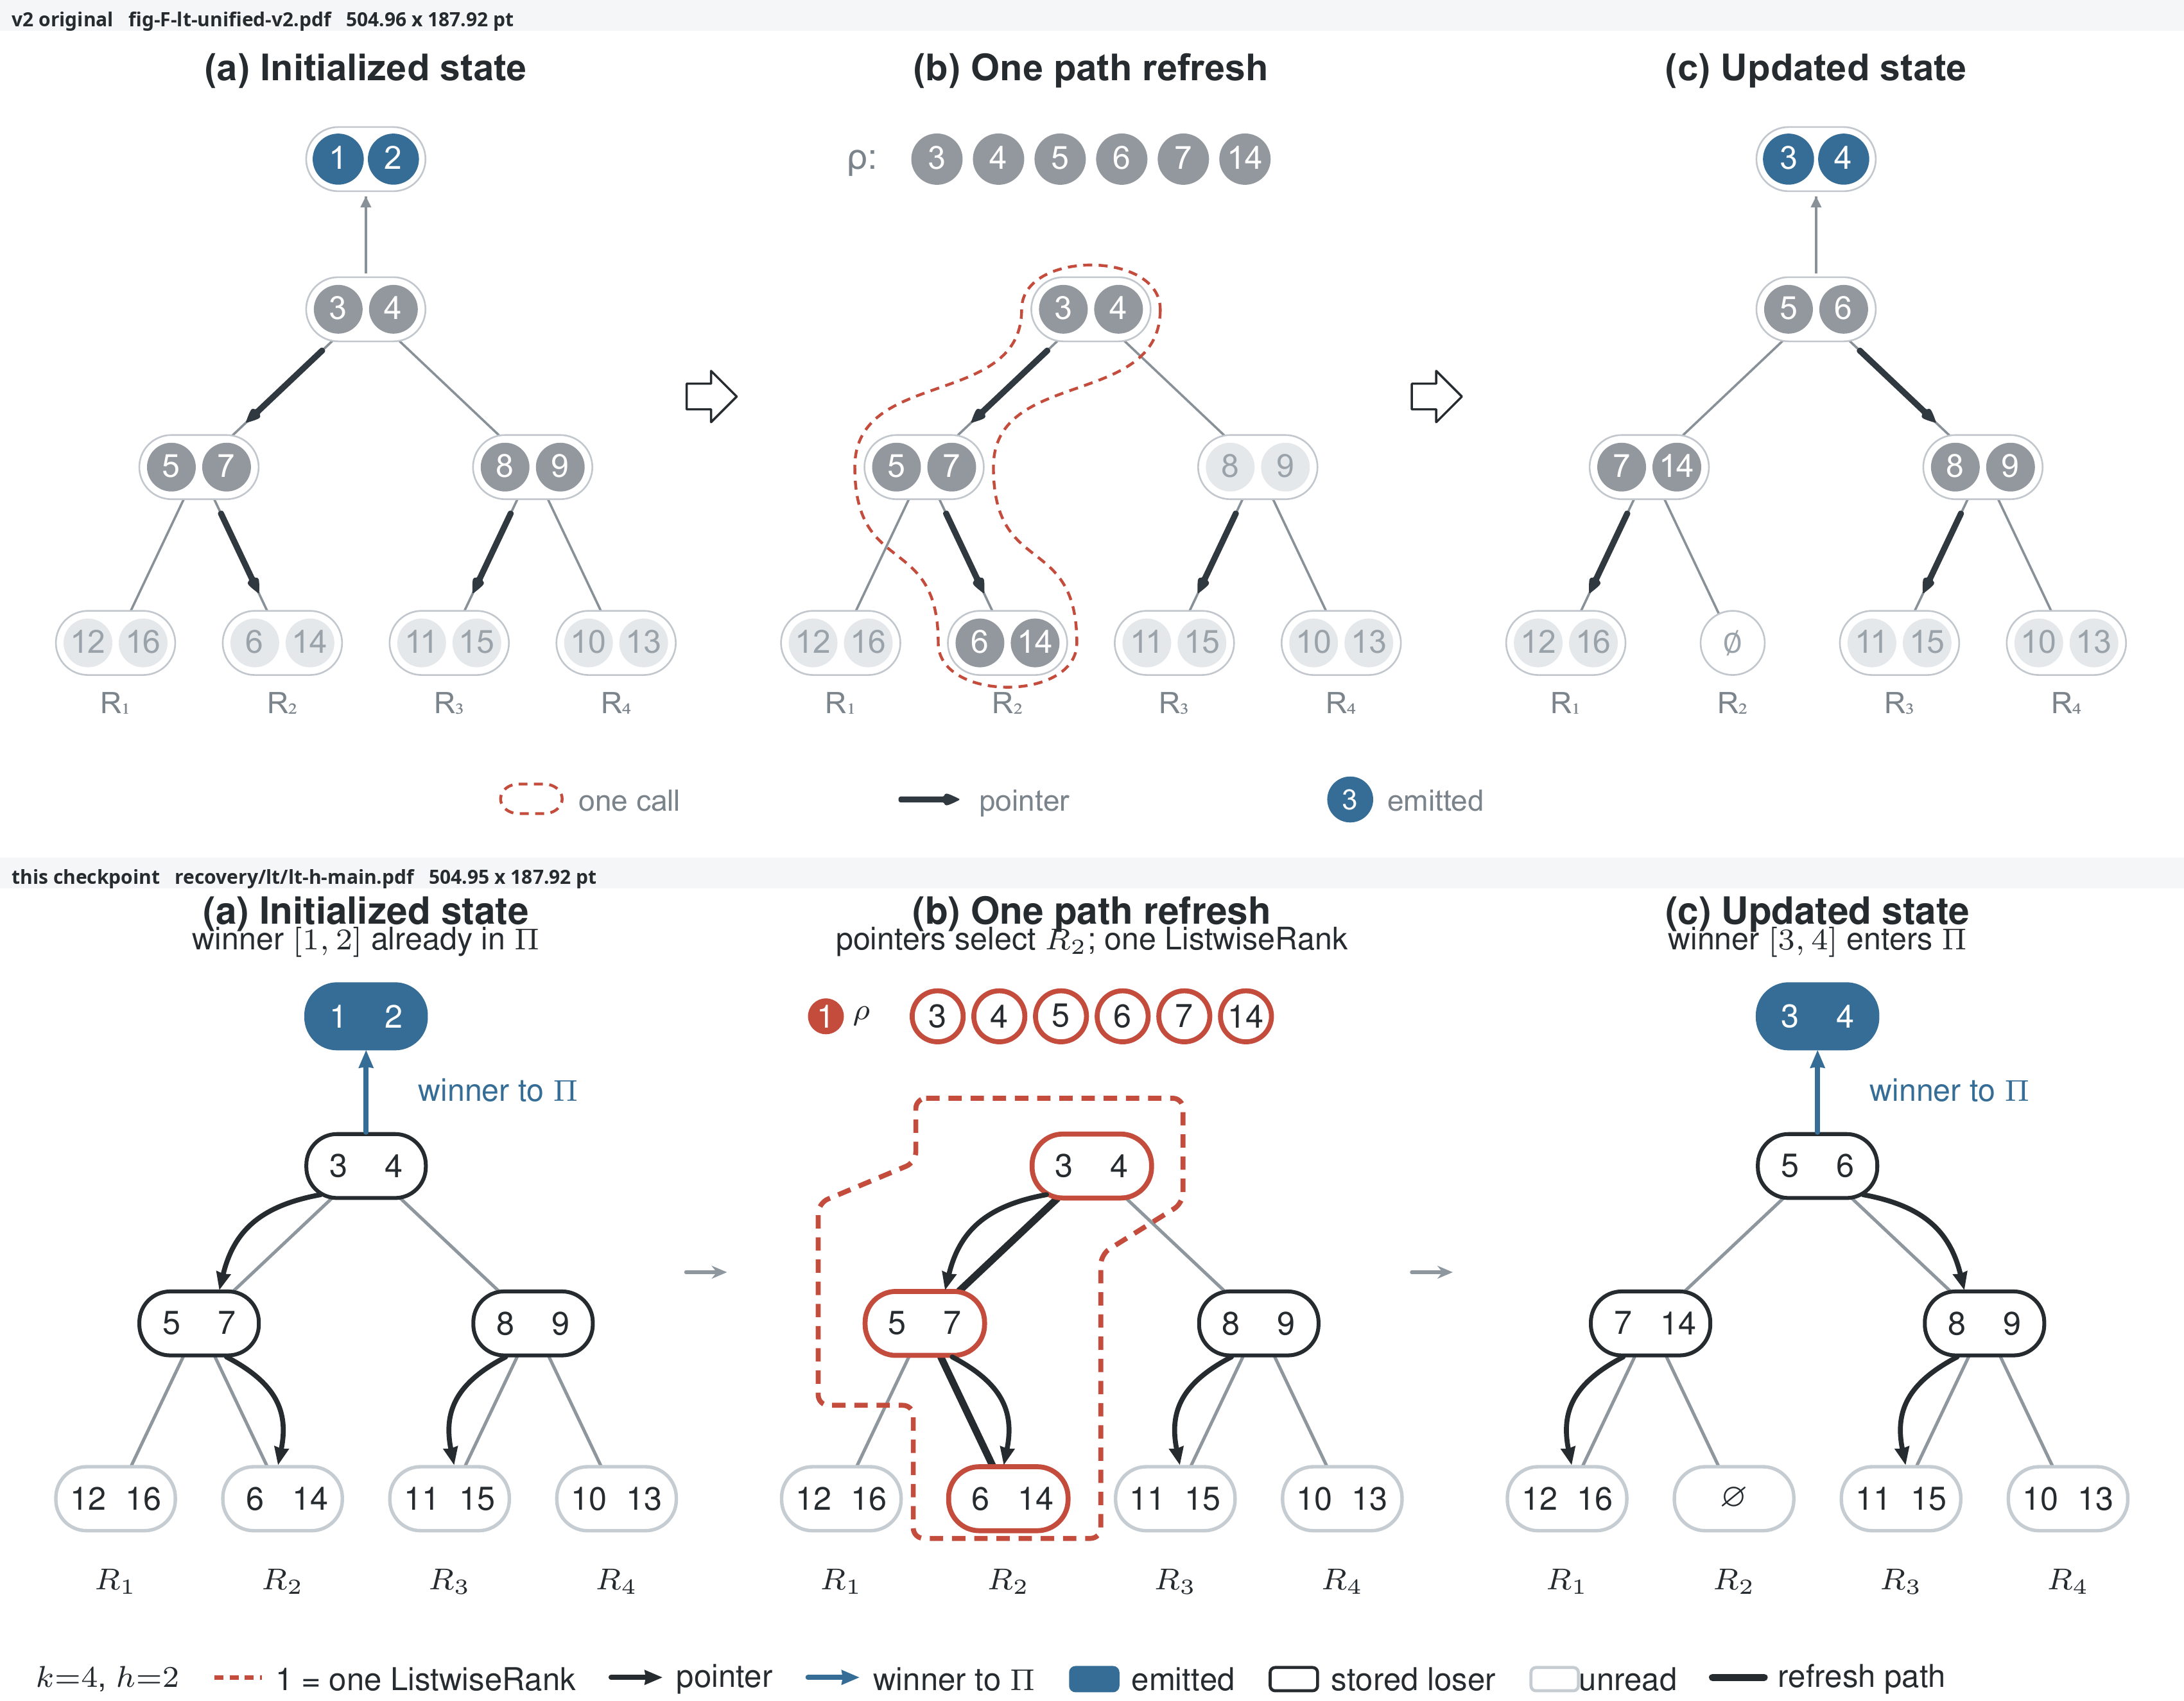 v2 original fig-F-lt-unified-v2.pdf 504.96 x 187.92 pt
(a) Initialized state (b) One path refresh (c) Updated state
1 2 ρ: 3 4 5 6 7 14 3 4
3 4 3 4 5 6
5 7 8 9 5 7 8 9 7 14 8 9
12 16 6 14 11 15 10 13 12 16 6 14 11 15 10 13 12 16 ∅ 11 15 10 13
R₁ R₂ R₃ R₄ R₁ R₂ R₃ R₄ R₁ R₂ R₃ R₄
one call pointer 3 emitted
this checkpoint recovery/lt/lt-h-main.pdf 504.95 x 187.92 pt
(a) Initialized state (b) One path refresh (c) Updated state
winner [1, 2] already in Π pointers select R₂; one ListwiseRank winner [3, 4] enters Π
1 2 1 ρ 3 4 5 6 7 14 3 4
winner to Π winner to Π
3 4 3 4 5 6
5 7 8 9 5 7 8 9 7 14 8 9
12 16 6 14 11 15 10 13 12 16 6 14 11 15 10 13 12 16 ∅ 11 15 10 13
R₁ R₂ R₃ R₄ R₁ R₂ R₃ R₄ R₁ R₂ R₃ R₄
k=4, h=2 1 = one ListwiseRank pointer winner to Π emitted stored loser unread refresh path